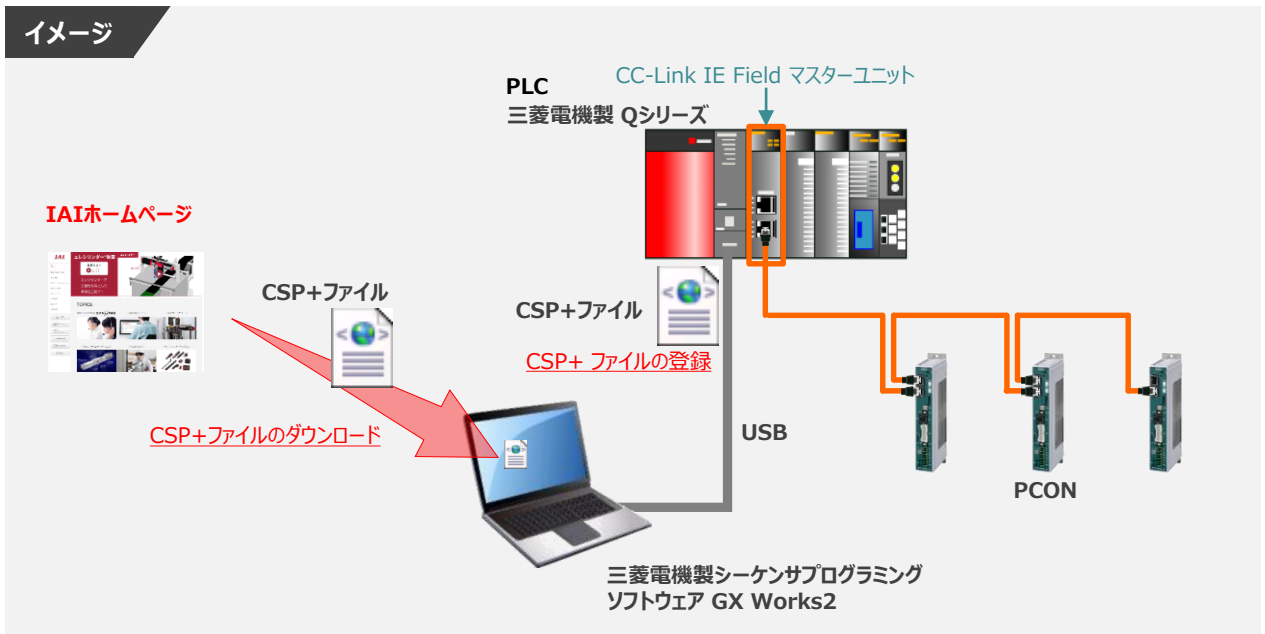 イメージ
CC-Link IE Field マスターユニット
PLC
三菱電機製 Qシリーズ
IAIホームページ
IAI
TOPICS
CSP+ファイル
CSP+ファイル
CSP+ ファイルの登録
CSP+ファイルのダウンロード
USB
PCON
三菱電機製シーケンサプログラミング
ソフトウェア GX Works2